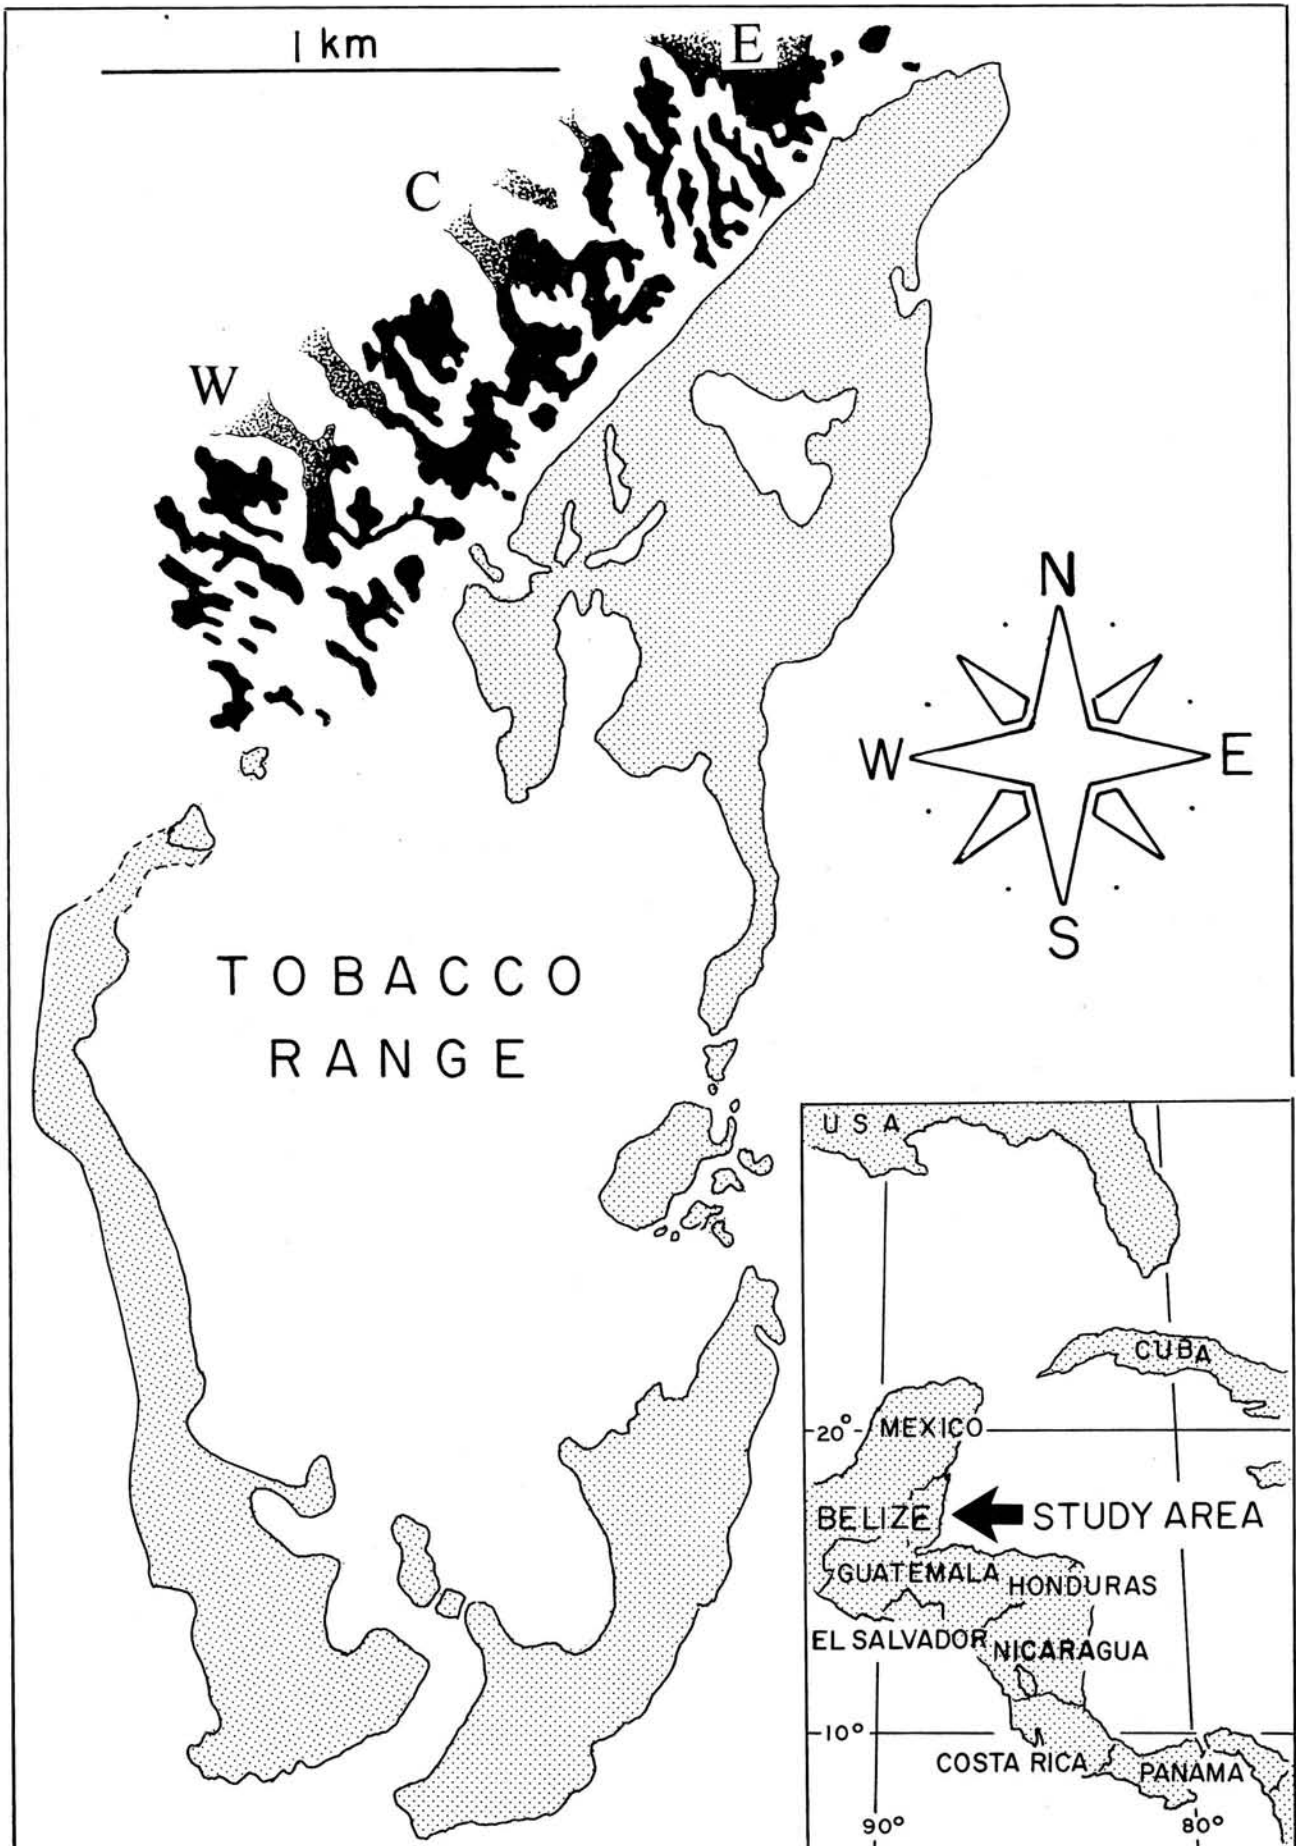 1 km
E
C
W
N
W
E
S
TOBACCO
RANGE
USA
CUBA
20°
MEXICO
BELIZE
STUDY AREA
GUATEMALA
HONDURAS
EL SALVADOR
NICARAGUA
10°
COSTA RICA
PANAMA
90°
80°